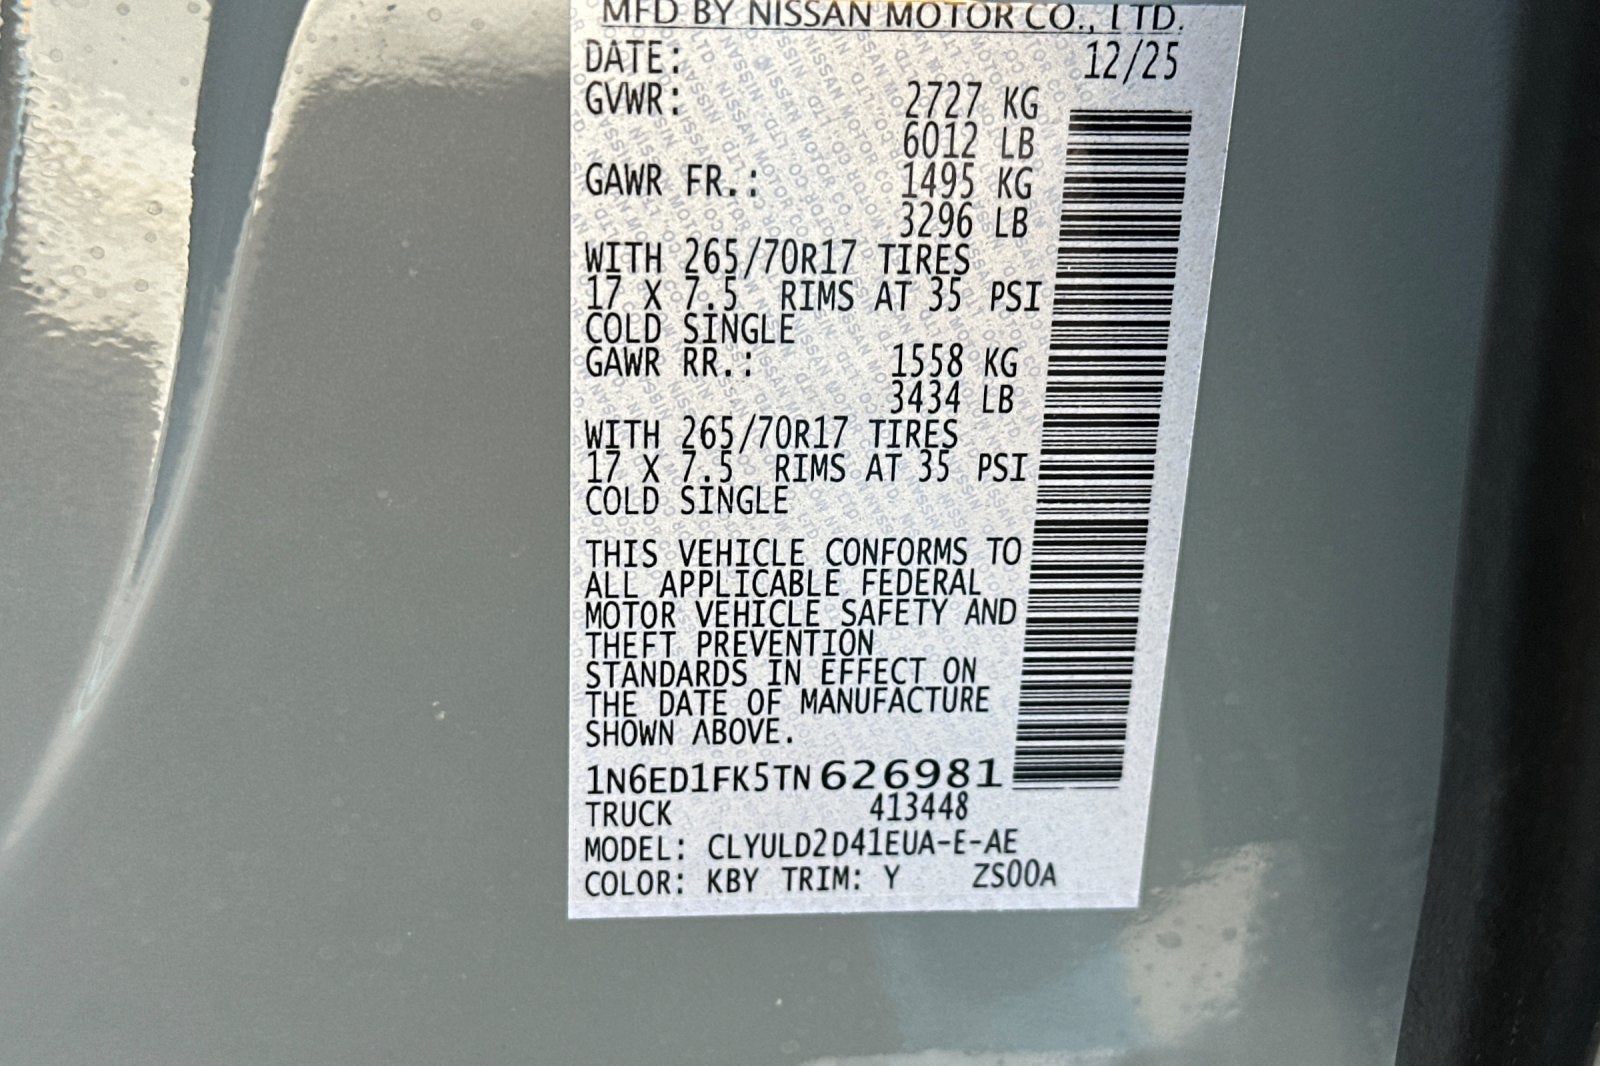 MFD BY NISSAN MOTOR CO., LTD.
DATE: 12/25
GVWR: 2727 KG
6012 LB
GAWR FR.: 1495 KG
3296 LB
WITH 265/70R17 TIRES
17 X 7.5 RIMS AT 35 PSI
COLD SINGLE
GAWR RR.: 1558 KG
3434 LB
WITH 265/70R17 TIRES
17 X 7.5 RIMS AT 35 PSI
COLD SINGLE
THIS VEHICLE CONFORMS TO
ALL APPLICABLE FEDERAL
MOTOR VEHICLE SAFETY AND
THEFT PREVENTION
STANDARDS IN EFFECT ON
THE DATE OF MANUFACTURE
SHOWN ABOVE.
1N6ED1FK5TN626981
TRUCK 413448
MODEL: CLYULD2D41EUA-E-AE
COLOR: KBY TRIM: Y ZS00A